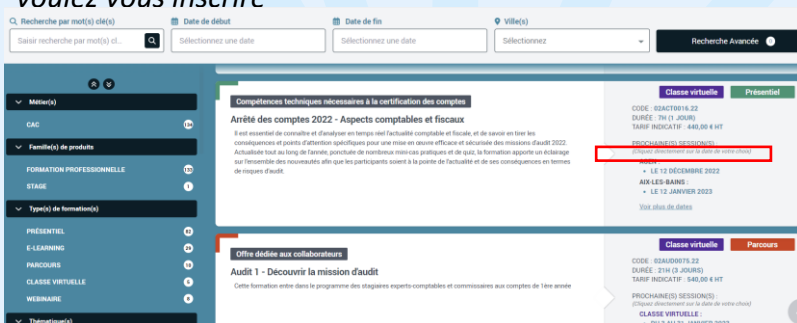 voulez vous inscrire
Recherche par mot(s) clé(s)
Date de début
Date de fin
Ville(s)
Saisir recherche par mot(s) cl...
Sélectionnez une date
Sélectionnez une date
Sélectionnez
Recherche Avancée
Métier(s)
CAC
Famille(s) de produits
FORMATION PROFESSIONNELLE
STAGE
1
Type(s) de formation(s)
PRÉSENTIEL
E-LEARNING
PARCOURS
CLASSE VIRTUELLE
WEBINAIRE
Thématique(s)
Compétences techniques nécessaires à la certification des comptes
Arrêté des comptes 2022 - Aspects comptables et fiscaux
Il est essentiel de connaître et d'analyser en temps réel l'actualité comptable et fiscale, et de savoir en tirer les
conséquences et points d'attention spécifiques pour une mise en œuvre efficace et sécurisée des missions d'audit 2022.
Actualisée tout au long de l'année, ponctuée de nombreux mini-cas pratiques et de quiz, la formation apporte un éclairage
sur l'ensemble des nouveautés afin que les participants soient à la pointe de l'actualité et de ses conséquences en termes
de risques d'audit.
Classe virtuelle
Présentiel
CODE : 02ACT0016.22
DURÉE : 7H (1 JOUR)
TARIF INDICATIF : 440,00 € HT
PROCHAINE(S) SESSION(S) :
(Cliquez directement sur la date de votre choix)
AGEN :
• LE 12 DÉCEMBRE 2022
AIX-LES-BAINS :
• LE 12 JANVIER 2023
Voir plus de dates
Offre dédiée aux collaborateurs
Audit 1 - Découvrir la mission d'audit
Cette formation entre dans le programme des stagiaires experts-comptables et commissaires aux comptes de 1ère année
Classe virtuelle
Parcours
CODE : 02AUD0075.22
DURÉE : 21H (3 JOURS)
TARIF INDICATIF : 540,00 € HT
PROCHAINE(S) SESSION(S) :
(Cliquez directement sur la date de votre choix)
CLASSE VIRTUELLE :